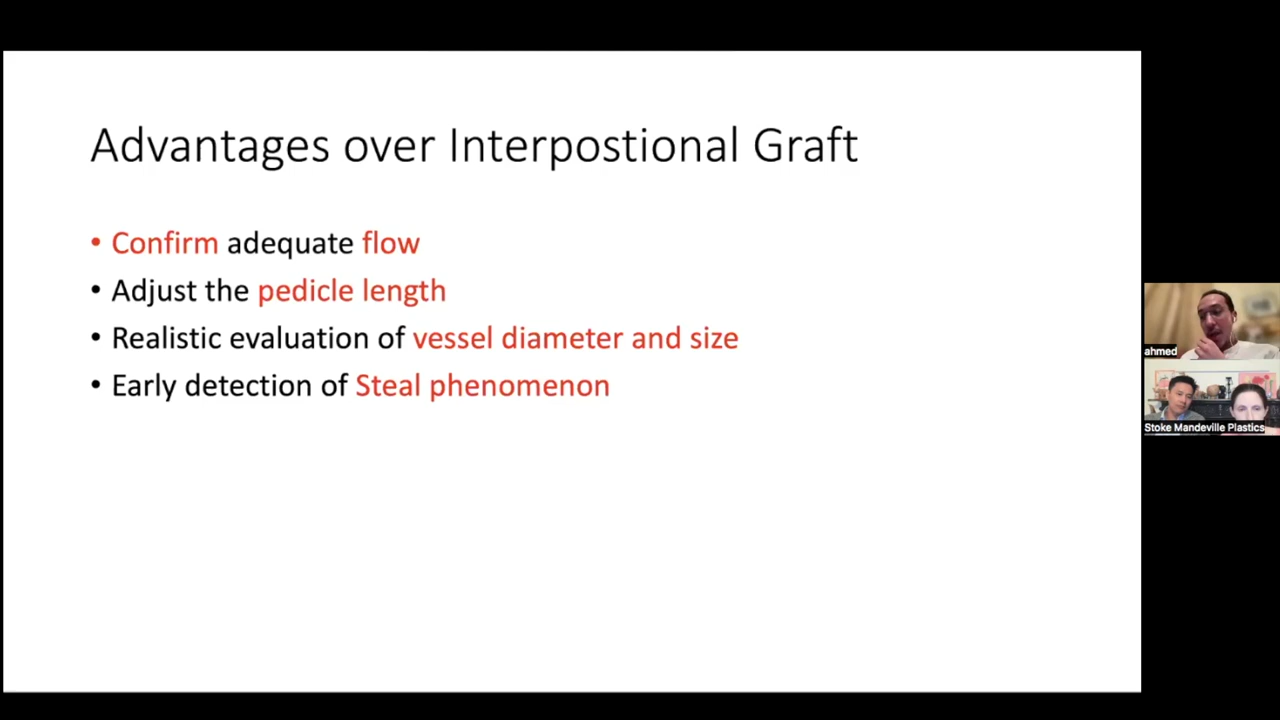 Advantages over Interpostional Graft
• Confirm adequate flow
• Adjust the pedicle length
• Realistic evaluation of vessel diameter and size
• Early detection of Steal phenomenon
ahmed
Stoke Mandeville Plastics